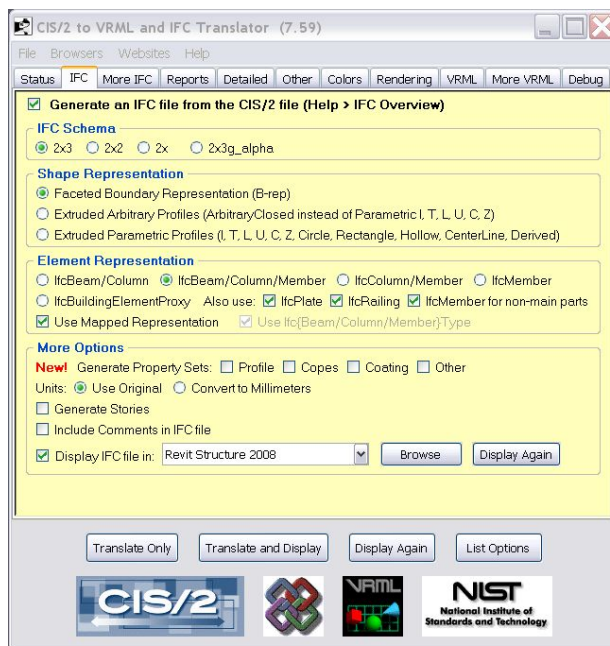 CIS/2 to VRML and IFC Translator (7.59)
File Browsers Websites Help
Status IFC More IFC Reports Detailed Other Colors Rendering VRML More VRML Debug
Generate an IFC file from the CIS/2 file (Help > IFC Overview)
IFC Schema
2x3 2x2 2x 2x3g_alpha
Shape Representation
Faceted Boundary Representation (B-rep)
Extruded Arbitrary Profiles (ArbitraryClosed instead of Parametric I, T, L, U, C, Z)
Extruded Parametric Profiles (I, T, L, U, C, Z, Circle, Rectangle, Hollow, CenterLine, Derived)
Element Representation
IfcBeam/Column IfcBeam/Column/Member IfcColumn/Member IfcMember
IfcBuildingElementProxy Also use: IfcPlate IfcRailing IfcMember for non-main parts
Use Mapped Representation Use Ifc{Beam/Column/Member}Type
More Options
New! Generate Property Sets: Profile Copes Coating Other
Units: Use Original Convert to Millimeters
Generate Stories
Include Comments in IFC file
Display IFC file in: Revit Structure 2008 Browse Display Again
Translate Only Translate and Display Display Again List Options
CIS/2 VRML NIST
National Institute of
Standards and Technology